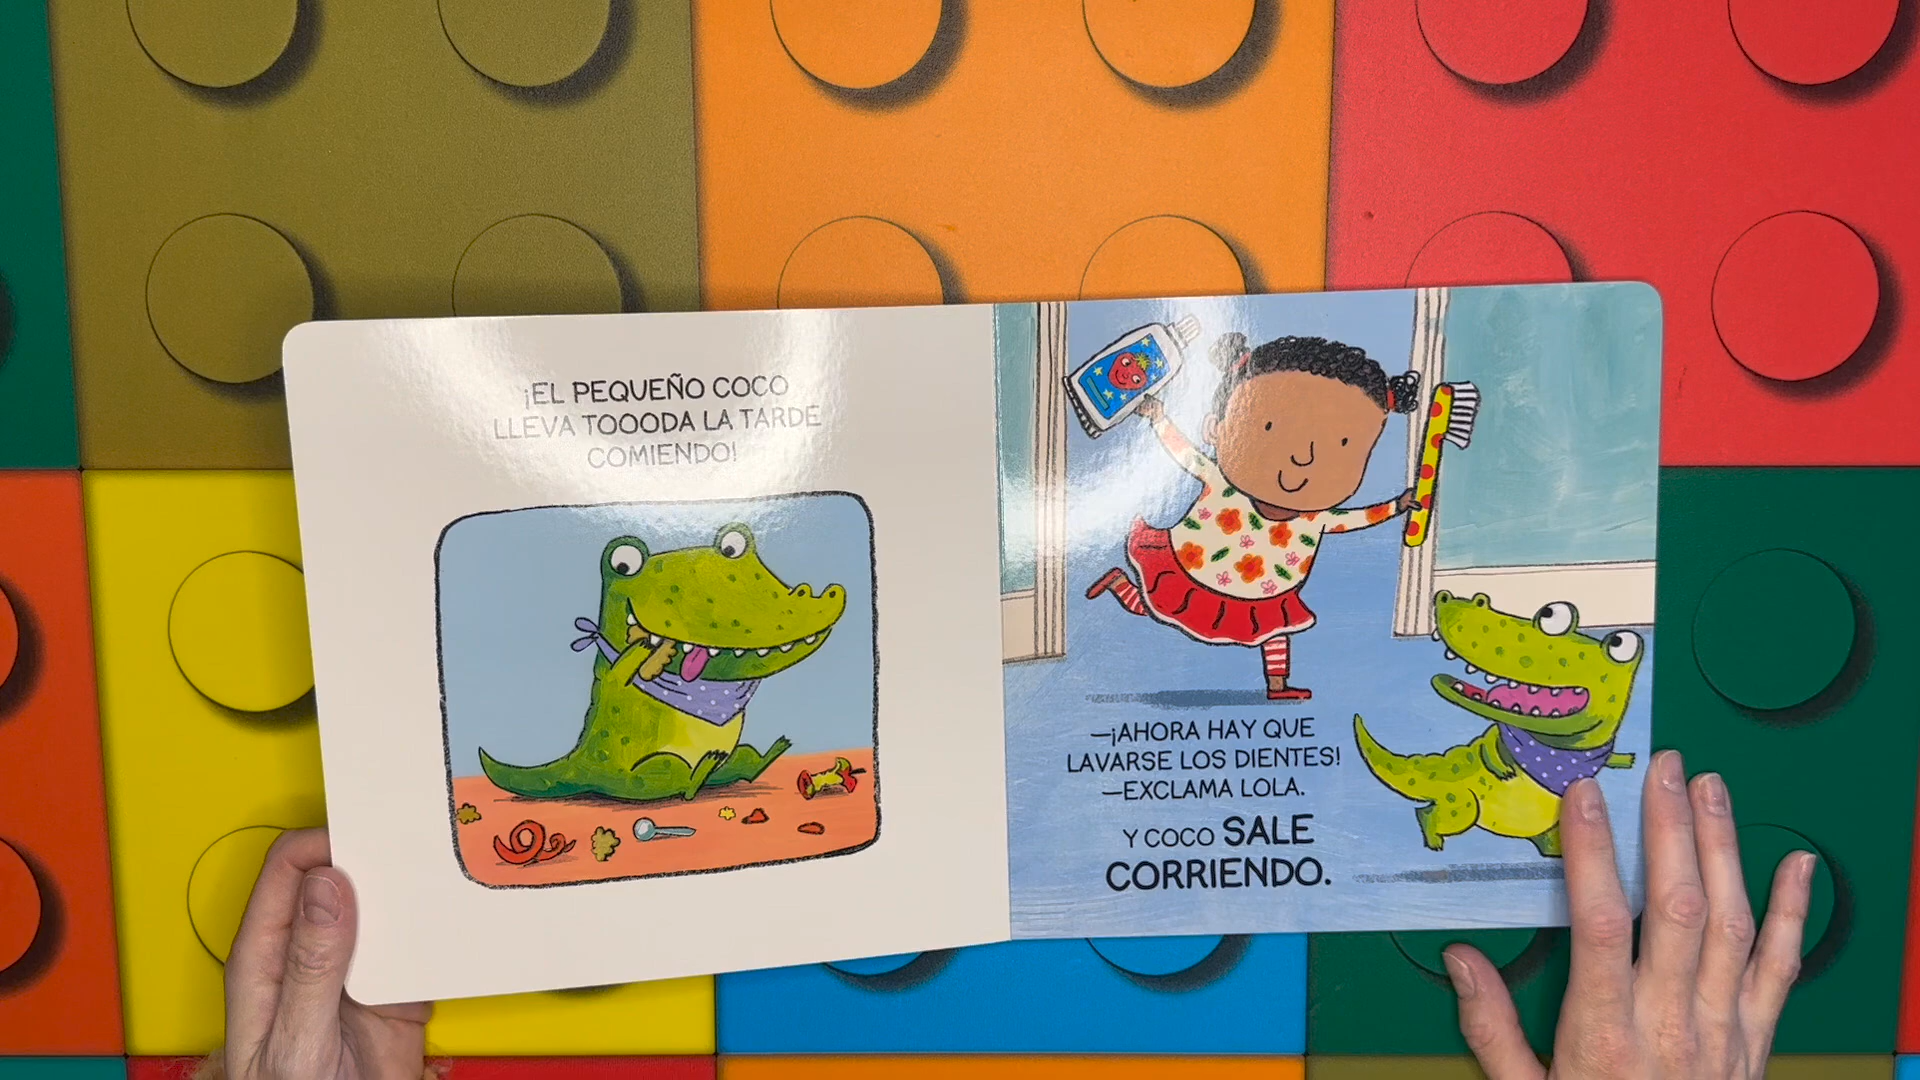 ¡EL PEQUEÑO COCO
LLEVA TOOODA LA TARDE
COMIENDO!
—¡AHORA HAY QUE
LAVARSE LOS DIENTES!
—EXCLAMA LOLA.
Y COCO SALE
CORRIENDO.